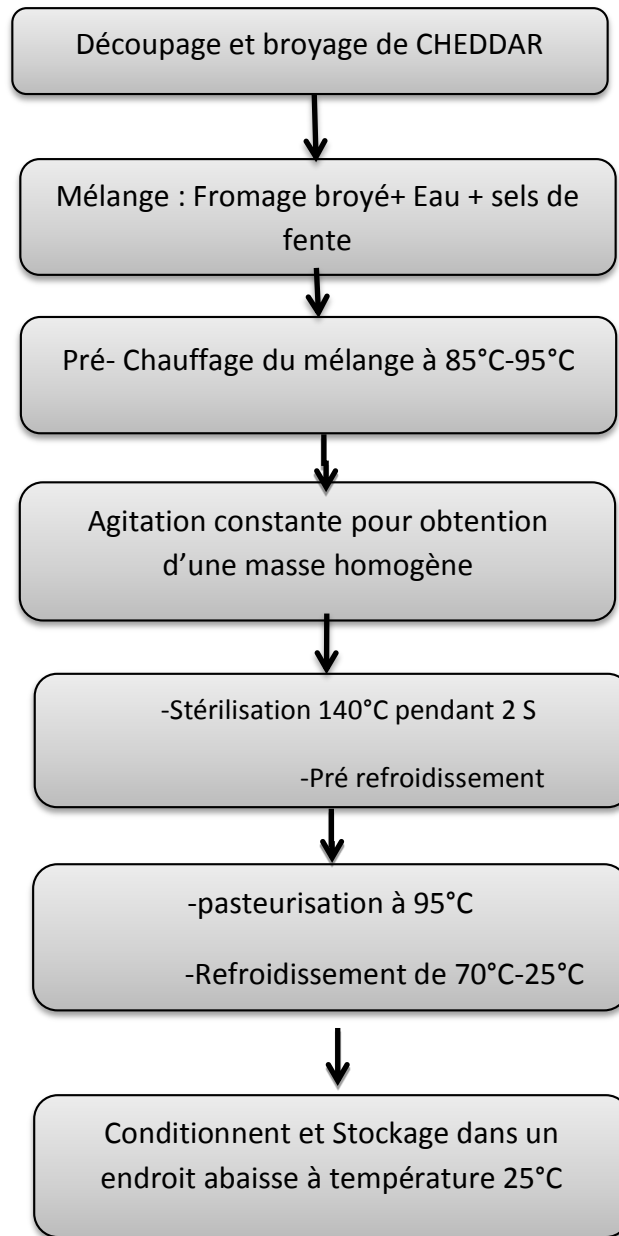 Découpage et broyage de CHEDDAR
Mélange : Fromage broyé+ Eau + sels de
fente
Pré- Chauffage du mélange à 85°C-95°C
Agitation constante pour obtention
d’une masse homogène
-Stérilisation 140°C pendant 2 S
-Pré refroidissement
-pasteurisation à 95°C
-Refroidissement de 70°C-25°C
Conditionnent et Stockage dans un
endroit abaisse à température 25°C